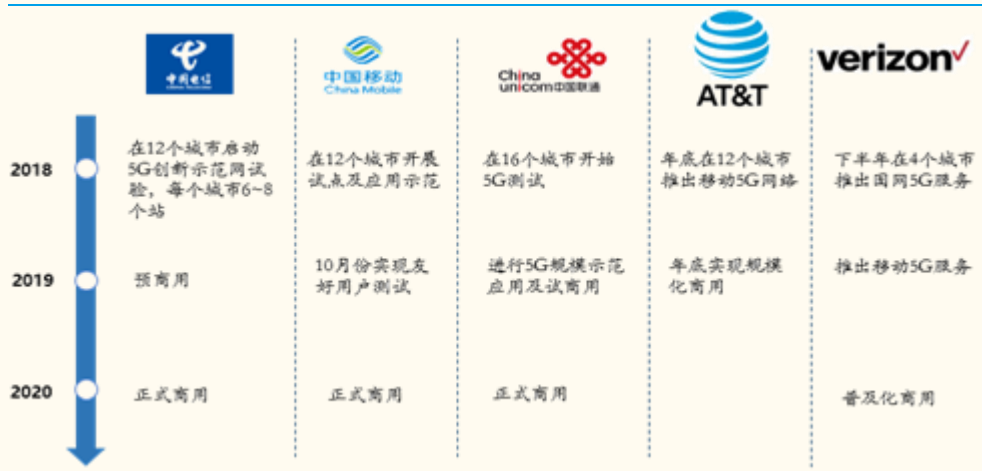 中国电信
中国移动
China Mobile
China
unicom中国联通
AT&T
verizon
2018
在12个城市启动
5G创新示范网试
验，每个城市6~8
个站
在12个城市开展
试点及应用示范
在16个城市开始
5G测试
年底在12个城市
推出移动5G网络
下半年在4个城市
推出国网5G服务
2019
预商用
10月份实现友
好用户测试
进行5G规模示范
应用及试商用
年底实现规模
化商用
推出移动5G服务
2020
正式商用
正式商用
正式商用
普及化商用